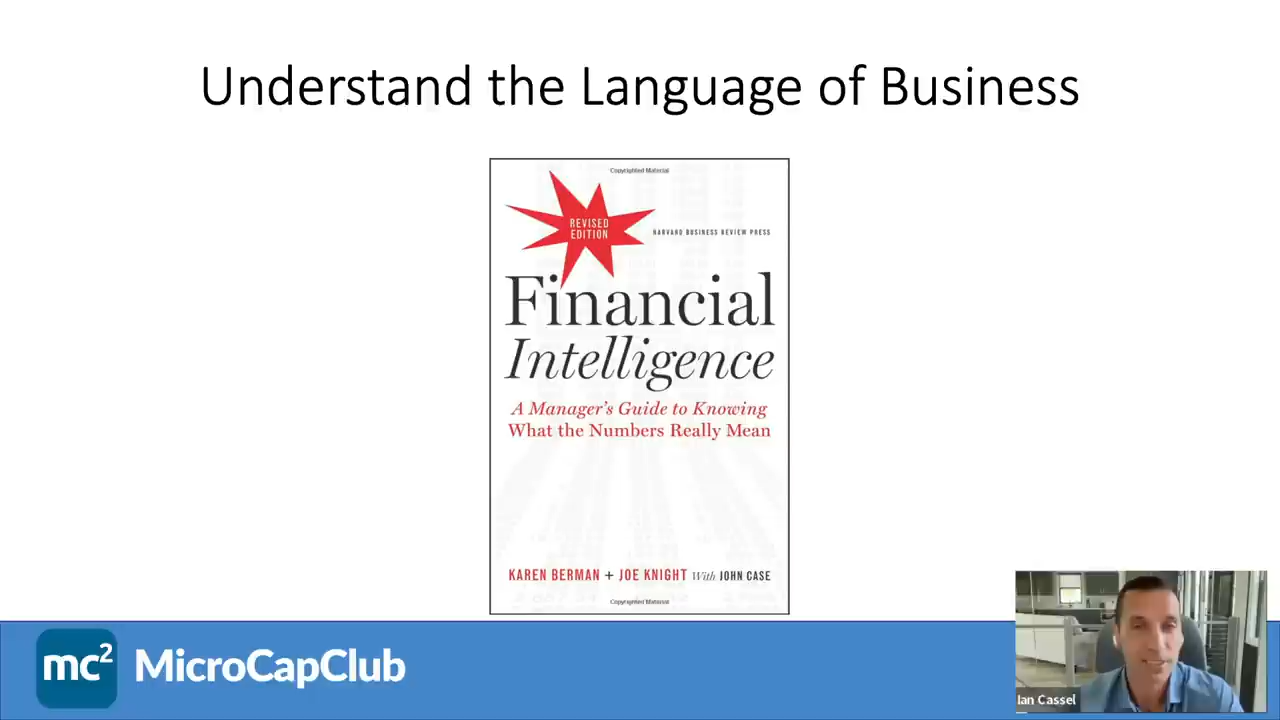 Understand the Language of Business
Copyrighted Material
REVISED
EDITION
HARVARD BUSINESS REVIEW PRESS
Financial
Intelligence
A Manager's Guide to Knowing
What the Numbers Really Mean
KAREN BERMAN + JOE KNIGHT With JOHN CASE
Copyrighted Material
mc2 MicroCapClub
Ian Cassel